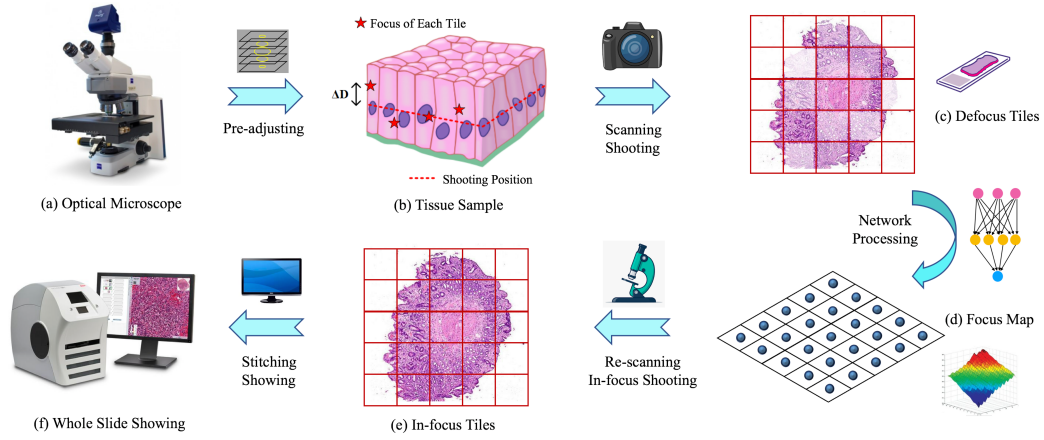 Focus of Each Tile
ΔD
Pre-adjusting
Scanning
Shooting
(c) Defocus Tiles
Shooting Position
(a) Optical Microscope
(b) Tissue Sample
Network
Processing
(d) Focus Map
Stitching
Showing
Re-scanning
In-focus Shooting
(f) Whole Slide Showing
(e) In-focus Tiles